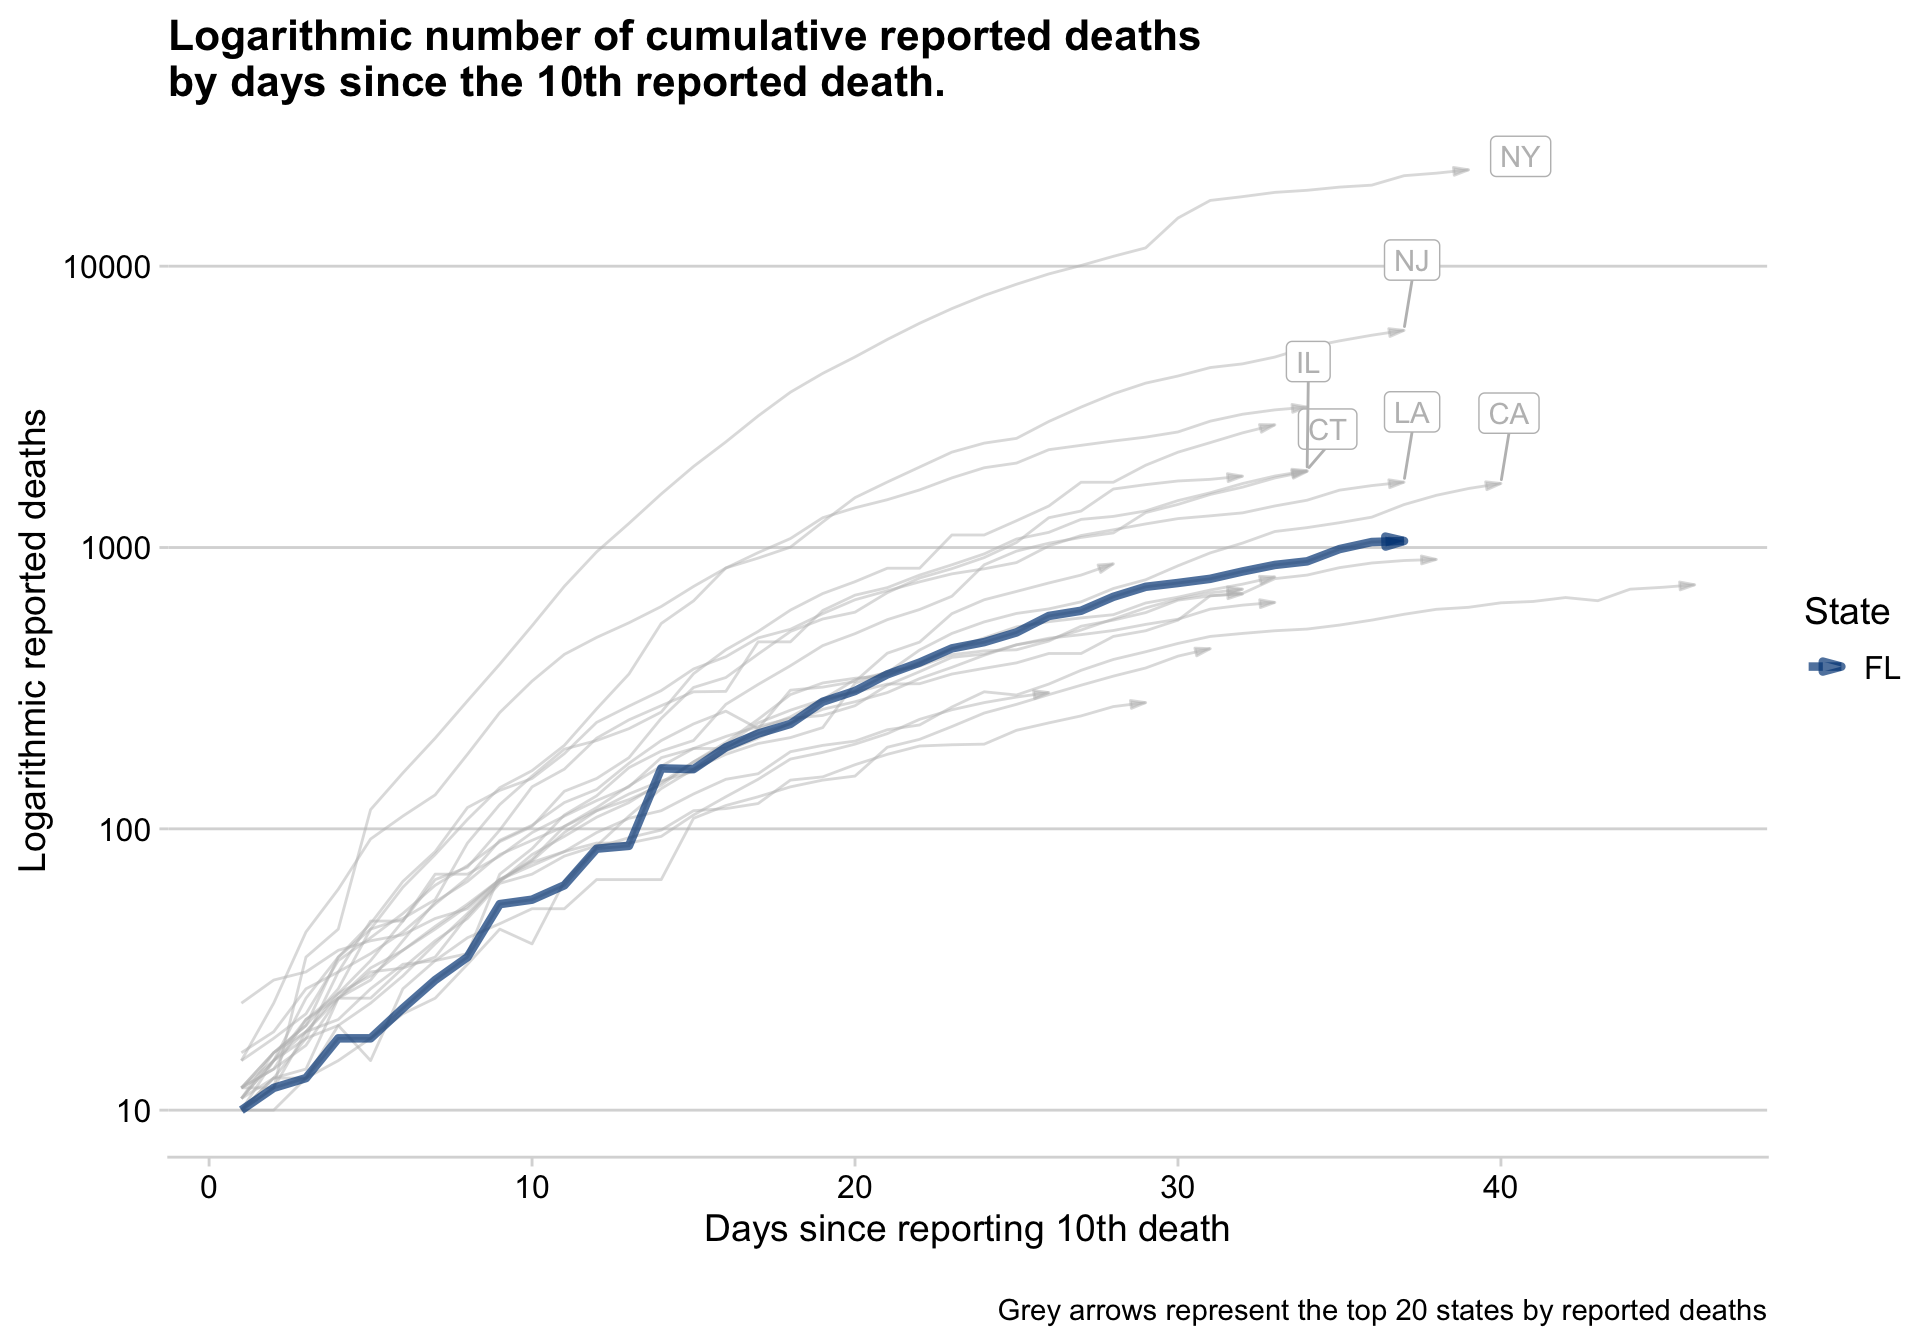 Logarithmic number of cumulative reported deaths
by days since the 10th reported death.
NY
NJ
IL
CT
LA
CA
10000
1000
100
10
Logarithmic reported deaths
0
10
20
30
40
Days since reporting 10th death
State
FL
Grey arrows represent the top 20 states by reported deaths